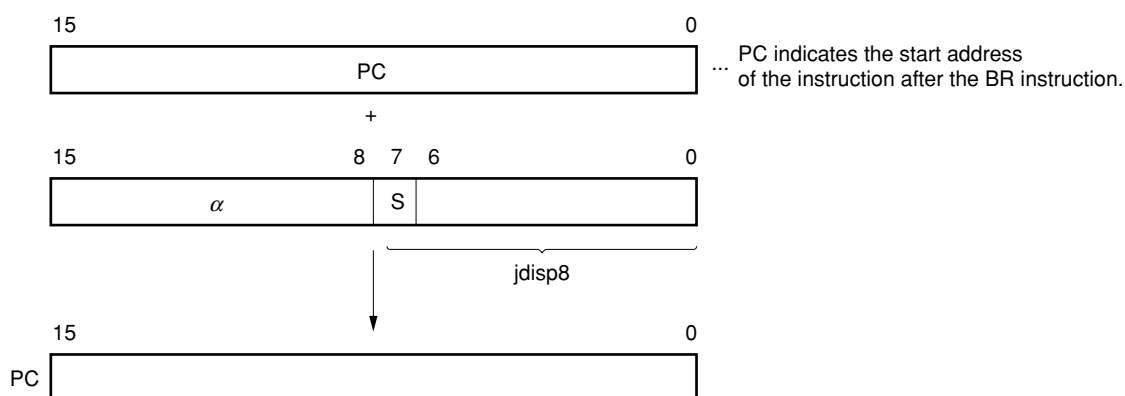 15 0
PC
... PC indicates the start address
of the instruction after the BR instruction.
+
15 8 7 6 0
α S
jdisp8
15 0
PC